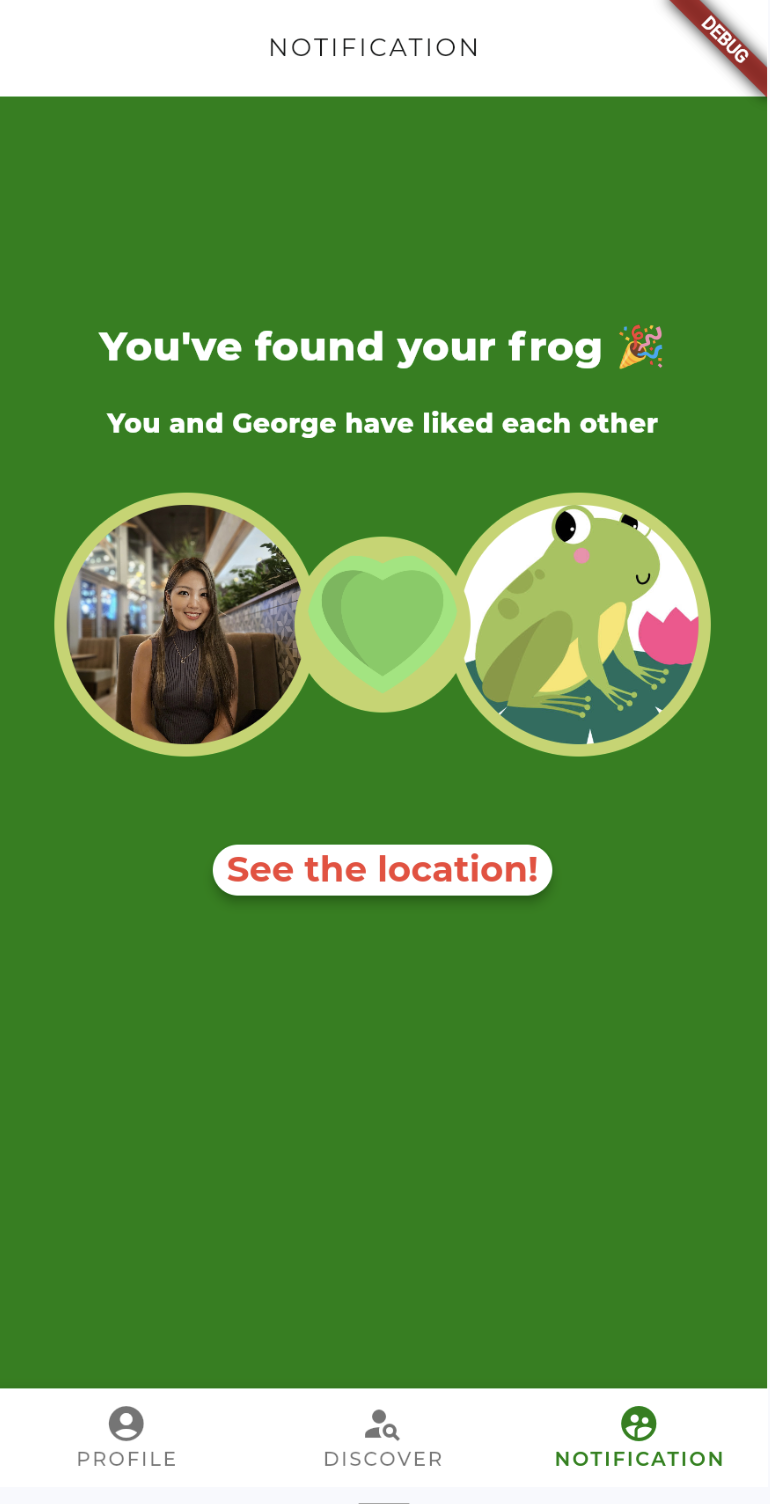 NOTIFICATION
DEBUG
You've found your frog 🎉
You and George have liked each other
See the location!
PROFILE
DISCOVER
NOTIFICATION